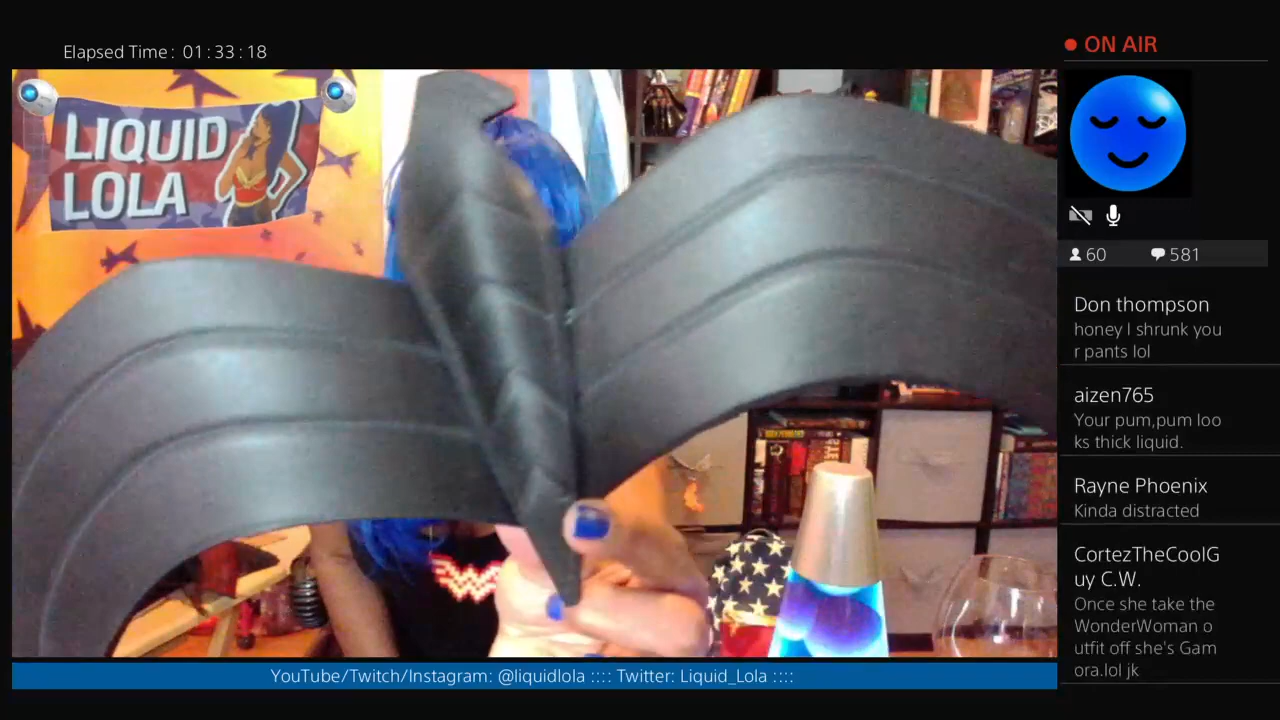 Elapsed Time: 01:33:18
ON AIR
LIQUID
LOLA
60 581
Don thompson
honey I shrunk you
r pants lol
aizen765
Your pum,pum loo
ks thick liquid.
Rayne Phoenix
Kinda distracted
CortezTheCoolG
uy C.W.
Once she take the
WonderWoman o
utfit off she's Gam
ora.lol jk
YouTube/Twitch/Instagram: @liquidlola :::: Twitter: Liquid_Lola ::::